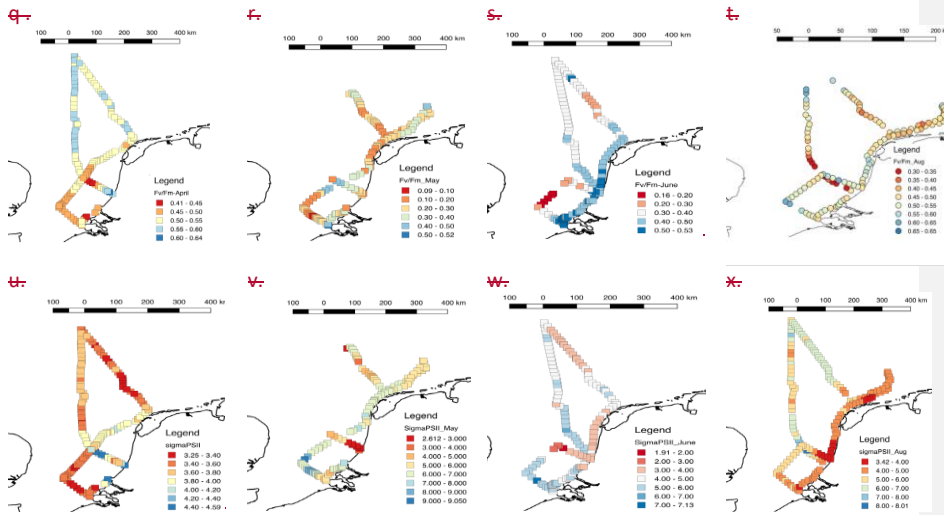 q.
100 0 100 200 300 400 km
Legend
Fv/Fm-April
0.41 - 0.45
0.45 - 0.50
0.50 - 0.55
0.55 - 0.60
0.60 - 0.64
r.
100 0 100 200 300 400 km
Legend
Fv/Fm_May
0.09 - 0.10
0.10 - 0.20
0.20 - 0.30
0.30 - 0.40
0.40 - 0.50
0.50 - 0.52
s.
100 0 100 200 300 400 km
Legend
Fv/Fm-June
0.16 - 0.20
0.20 - 0.30
0.30 - 0.40
0.40 - 0.50
0.50 - 0.53
t.
50 0 50 100 150 200 k
Legend
Fv/Fm_Aug
0.30 - 0.35
0.35 - 0.40
0.40 - 0.45
0.45 - 0.50
0.50 - 0.55
0.55 - 0.60
0.60 - 0.65
0.65 - 0.65
u.
100 0 100 200 300 400 k
Legend
sigmaPSII
3.25 - 3.40
3.40 - 3.60
3.60 - 3.80
3.80 - 4.00
4.00 - 4.20
4.20 - 4.40
4.40 - 4.59
v.
100 0 100 200 300 400 km
Legend
SigmaPSII_May
2.612 - 3.000
3.000 - 4.000
4.000 - 5.000
5.000 - 6.000
6.000 - 7.000
7.000 - 8.000
8.000 - 9.000
9.000 - 9.050
w.
100 0 100 200 300 400 km
Legend
SigmaPSII_June
1.91 - 2.00
2.00 - 3.00
3.00 - 4.00
4.00 - 5.00
5.00 - 6.00
6.00 - 7.00
7.00 - 7.13
x.
100 0 100 200 300 400 km
Legend
sigmaPSII_Aug
3.42 - 4.00
4.00 - 5.00
5.00 - 6.00
6.00 - 7.00
7.00 - 8.00
8.00 - 8.01